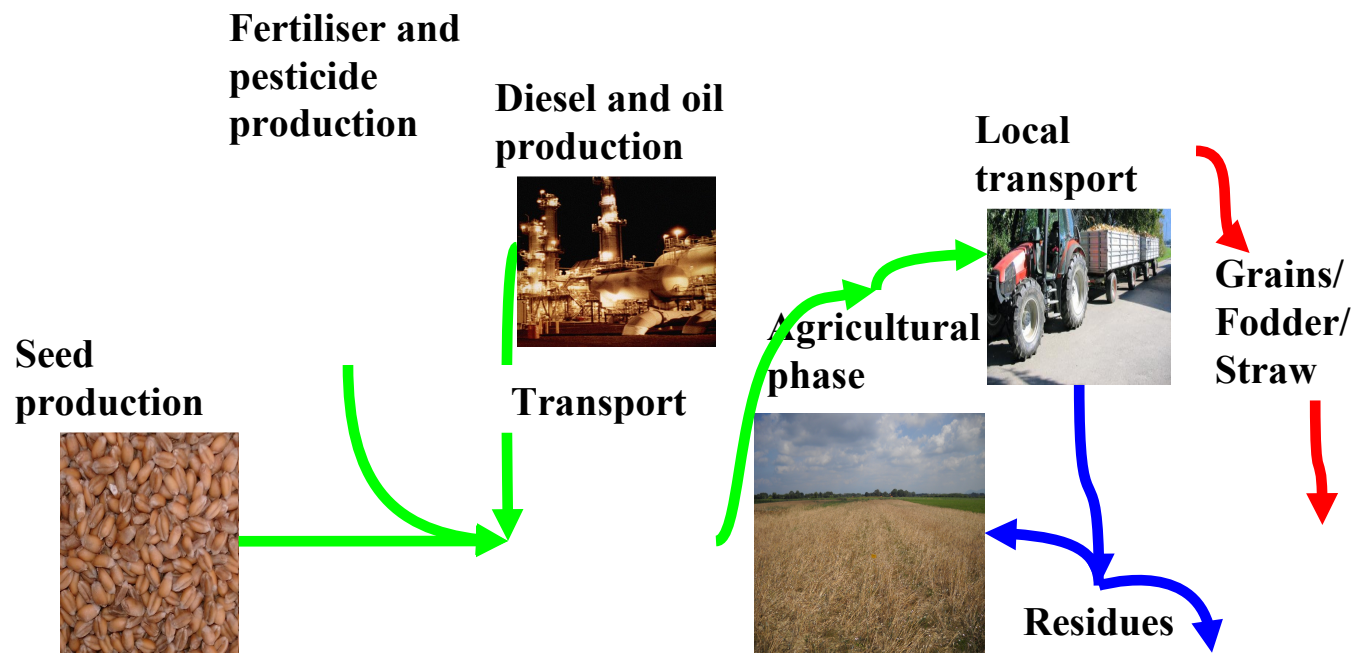 Fertiliser and
pesticide
production
Diesel and oil
production
Local
transport
Grains/
Fodder/
Straw
Agricultural
phase
Seed
production
Transport
Residues